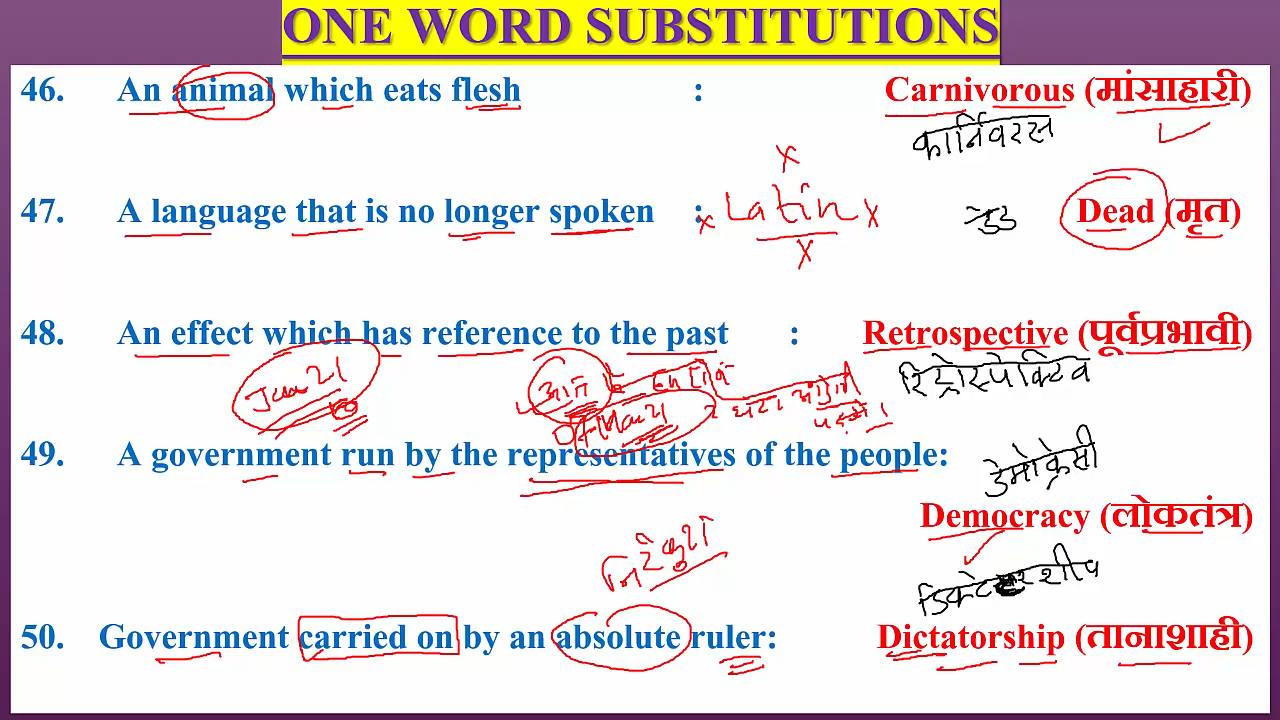 ONE WORD SUBSTITUTIONS
46. An animal which eats flesh : Carnivorous (मांसाहारी)
कार्निवरस
47. A language that is no longer spoken : Dead (मृत)
x Latin x
डेड
48. An effect which has reference to the past : Retrospective (पूर्वप्रभावी)
रिट्रोस्पेक्टिव
Jan 21
घंटा अंग्रेजी
49. A government run by the representatives of the people:
डेमोक्रेसी
Democracy (लोकतंत्र)
निरंकुश
डिक्टेटरशीप
50. Government carried on by an absolute ruler: Dictatorship (तानाशाही)